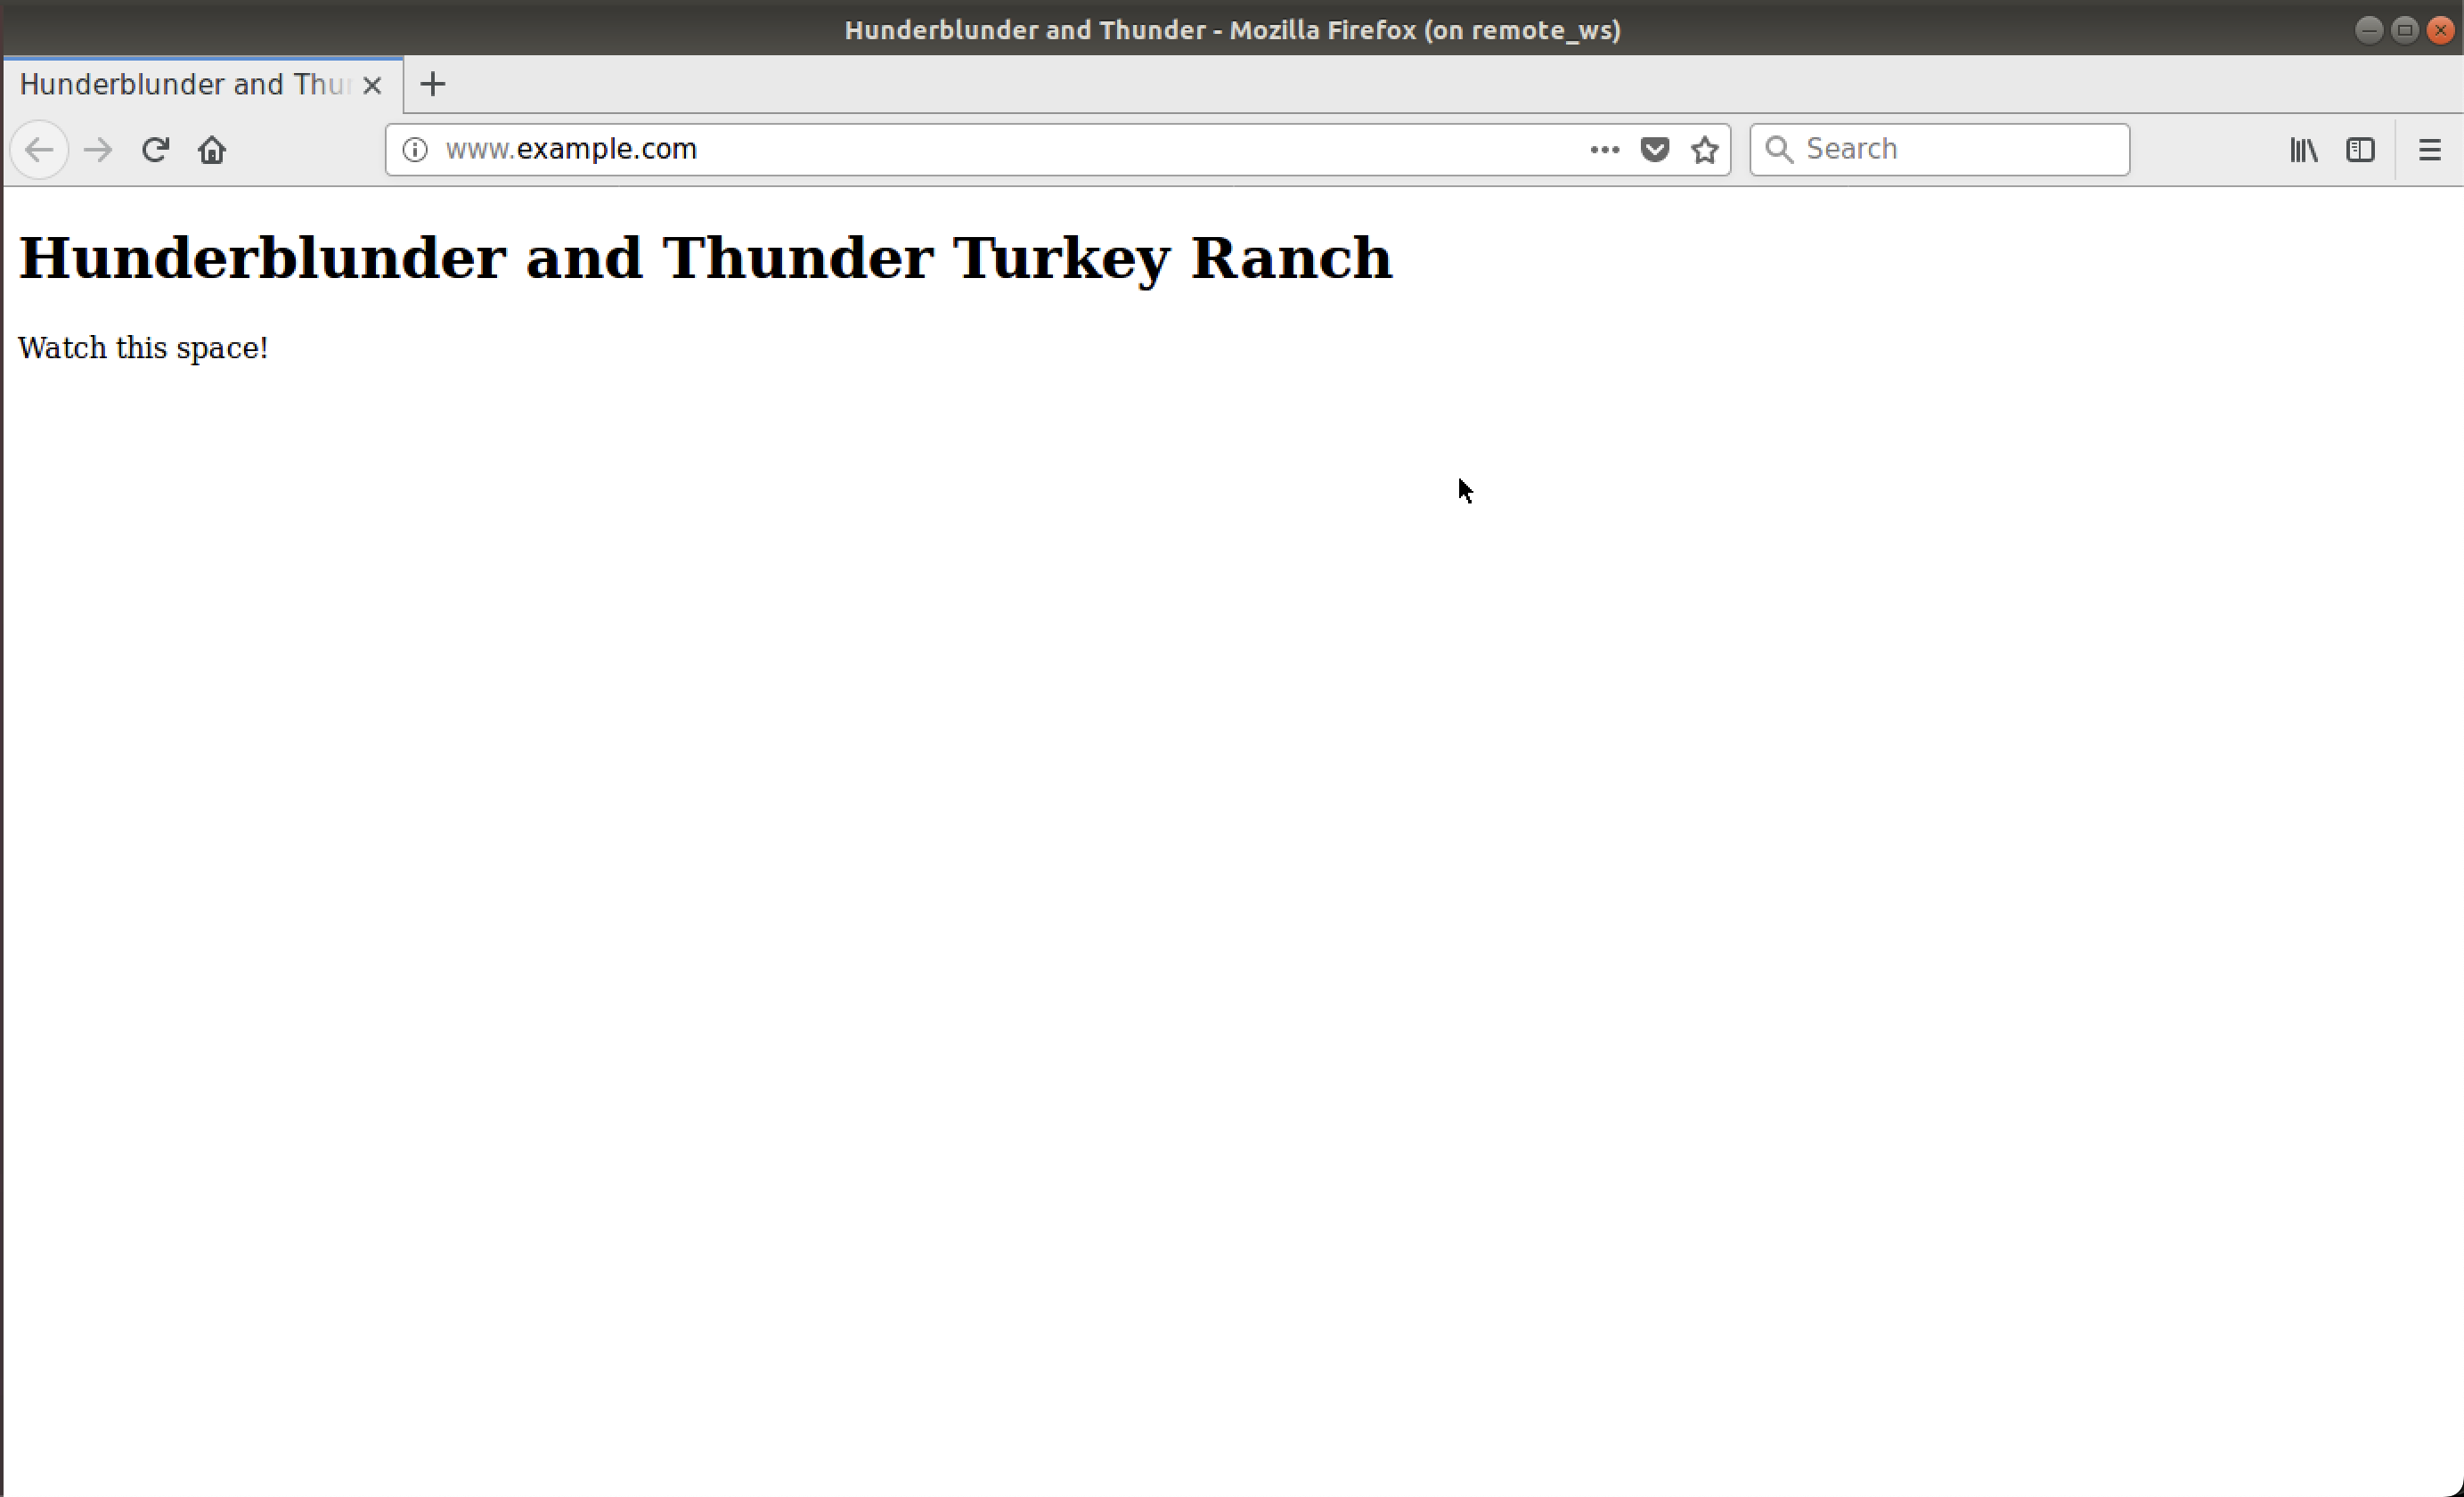 Hunderblunder and Thunder - Mozilla Firefox (on remote_ws)
Hunderblunder and Thu
www.example.com
Search
Hunderblunder and Thunder Turkey Ranch
Watch this space!